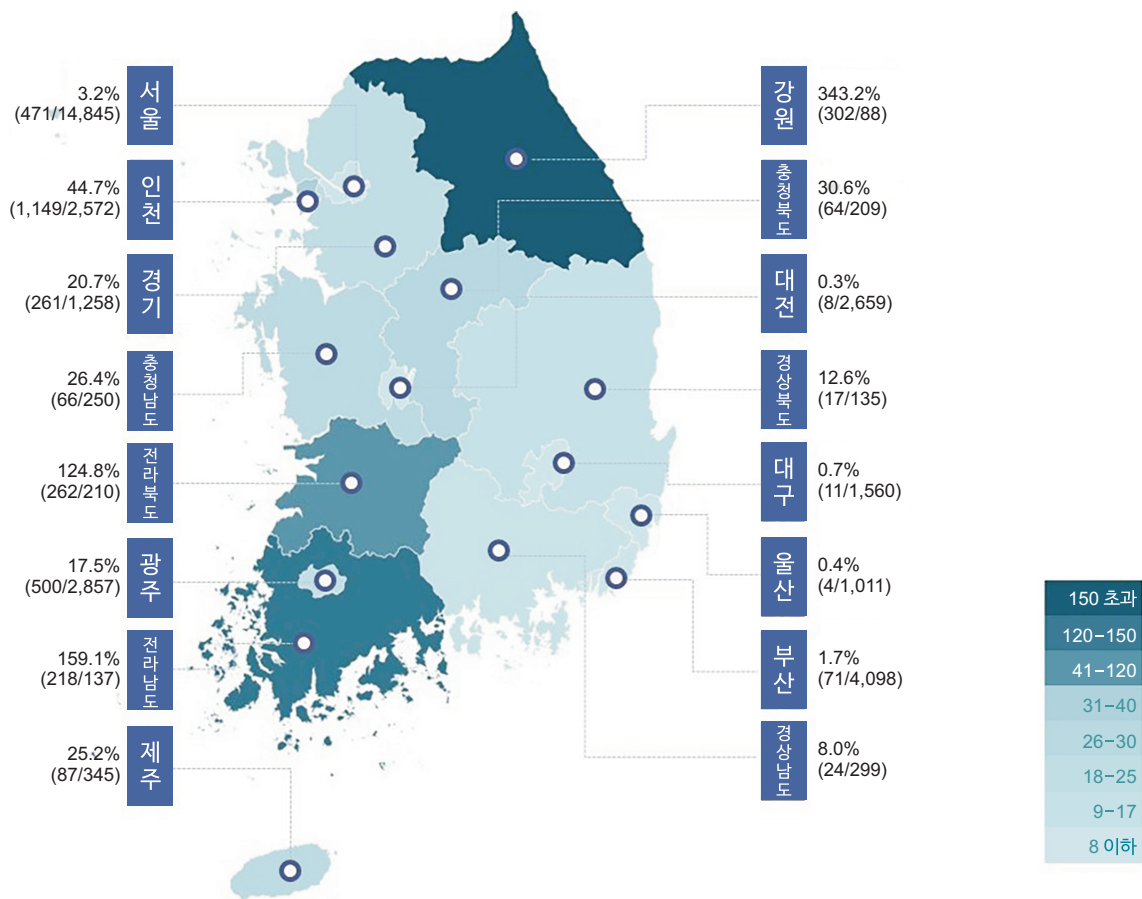 서울
3.2%
(471/14,845)
인천
44.7%
(1,149/2,572)
경기
20.7%
(261/1,258)
충청남도
26.4%
(66/250)
전라북도
124.8%
(262/210)
광주
17.5%
(500/2,857)
전라남도
159.1%
(218/137)
제주
25.2%
(87/345)
강원
343.2%
(302/88)
충청북도
30.6%
(64/209)
대전
0.3%
(8/2,659)
경상북도
12.6%
(17/135)
대구
0.7%
(11/1,560)
울산
0.4%
(4/1,011)
부산
1.7%
(71/4,098)
경상남도
8.0%
(24/299)
150 초과
120-150
41-120
31-40
26-30
18-25
9-17
8 이하